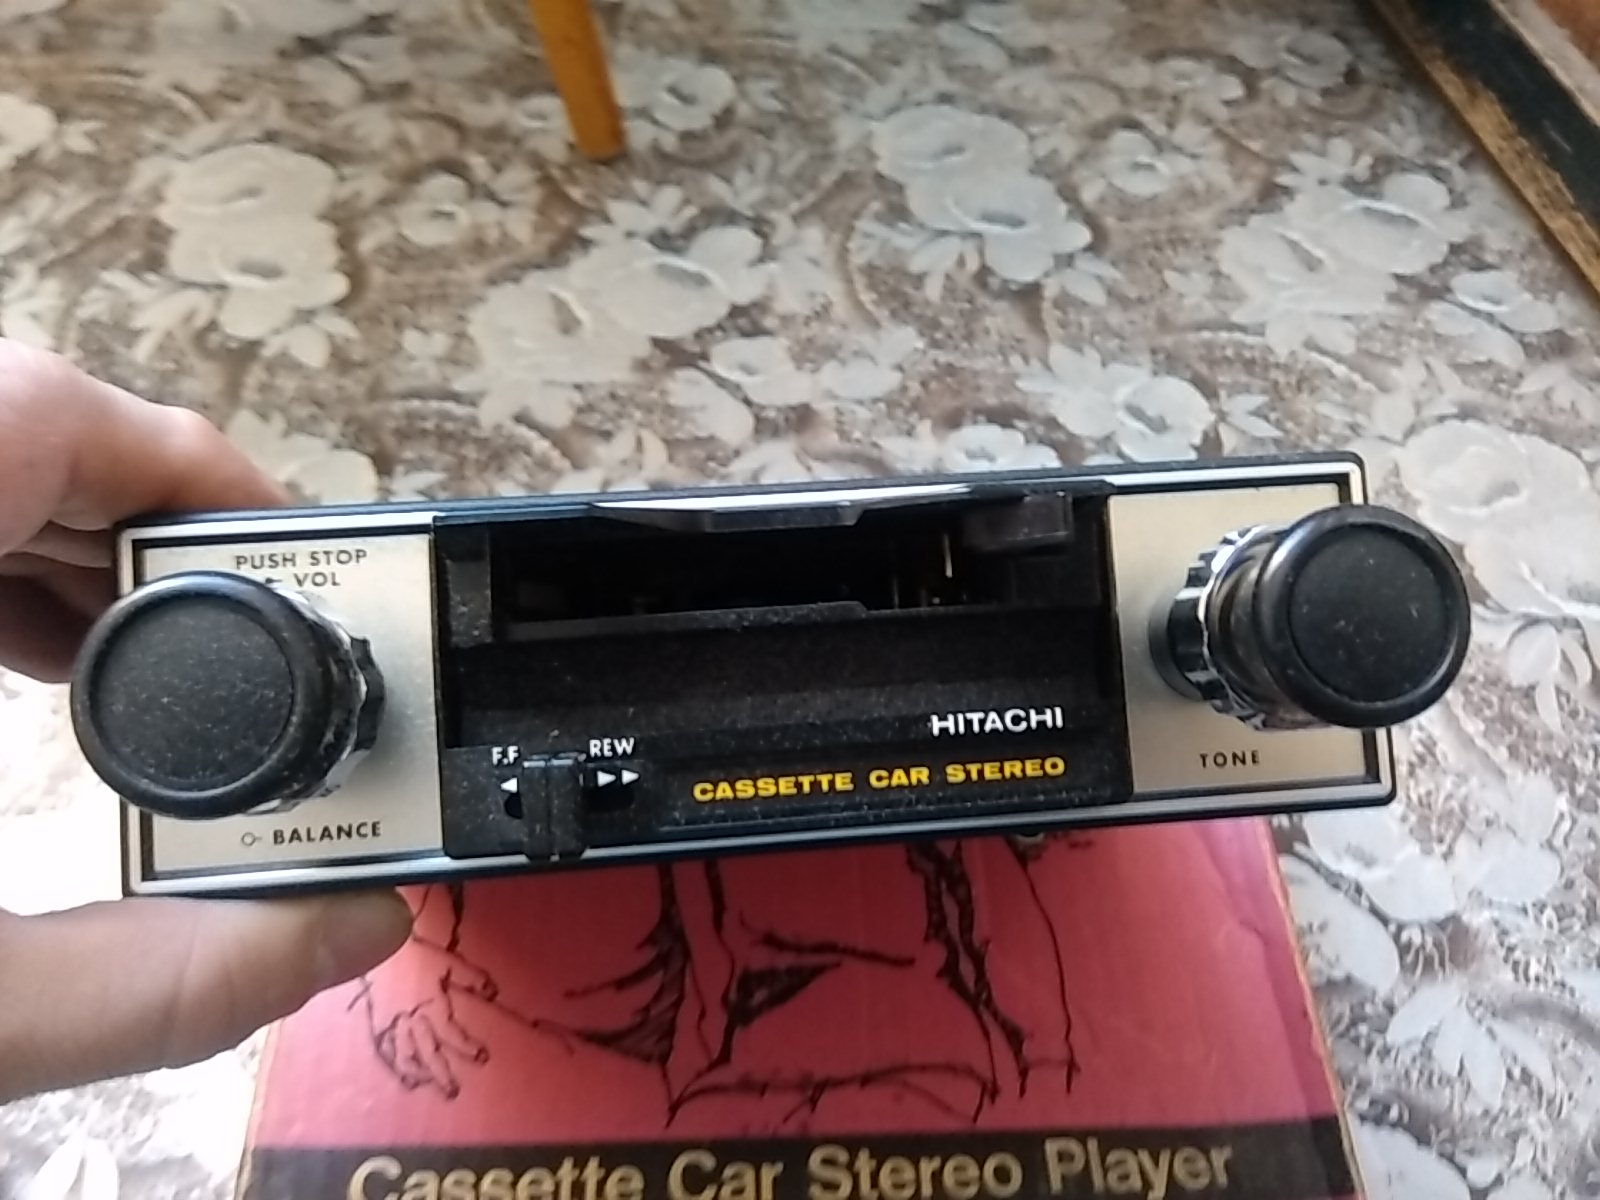 PUSH STOP
VOL
HITACHI
F.F
REW
CASSETTE CAR STEREO
TONE
BALANCE
Cassette Car Stereo Player